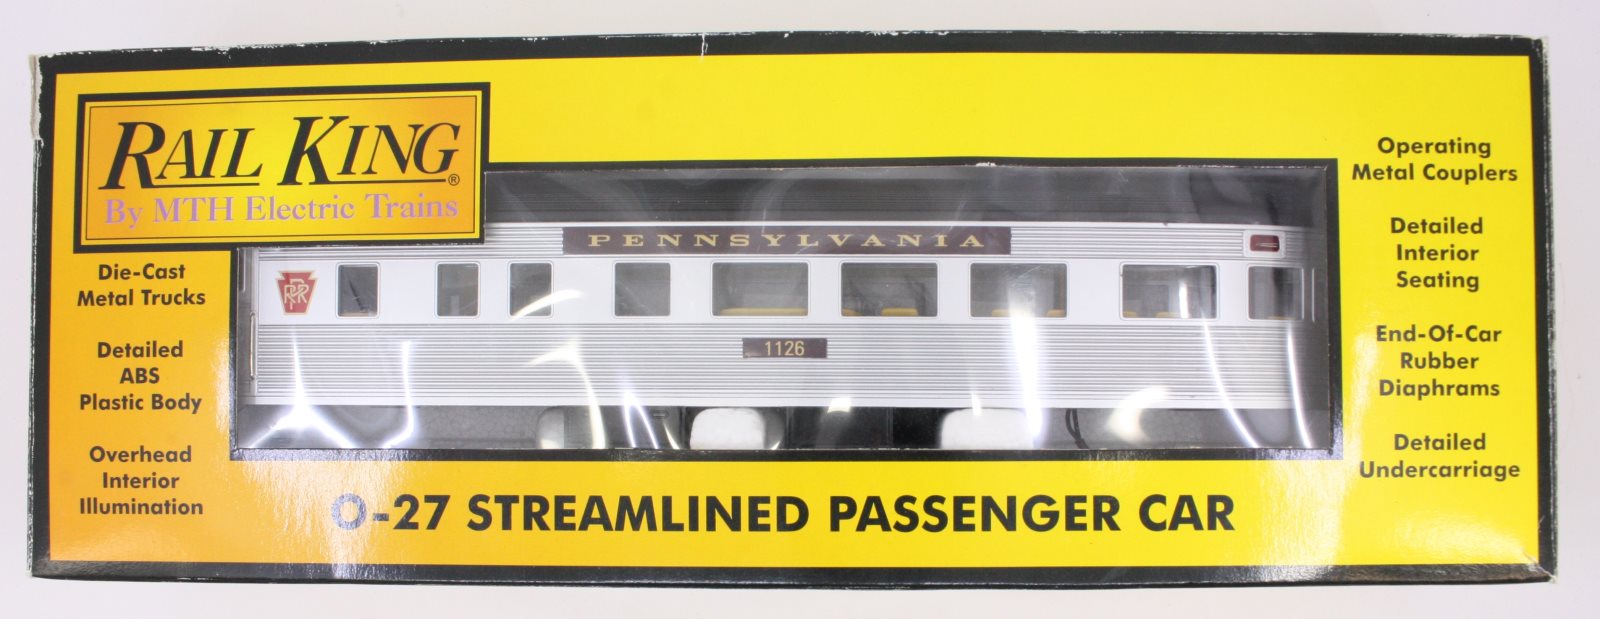 RAIL KING®
By MTH Electric Trains
Die-Cast
Metal Trucks
Detailed
ABS
Plastic Body
Overhead
Interior
Illumination
PENNSYLVANIA
PRR
1126
Operating
Metal Couplers
Detailed
Interior
Seating
End-Of-Car
Rubber
Diaphrams
Detailed
Undercarriage
O-27 STREAMLINED PASSENGER CAR